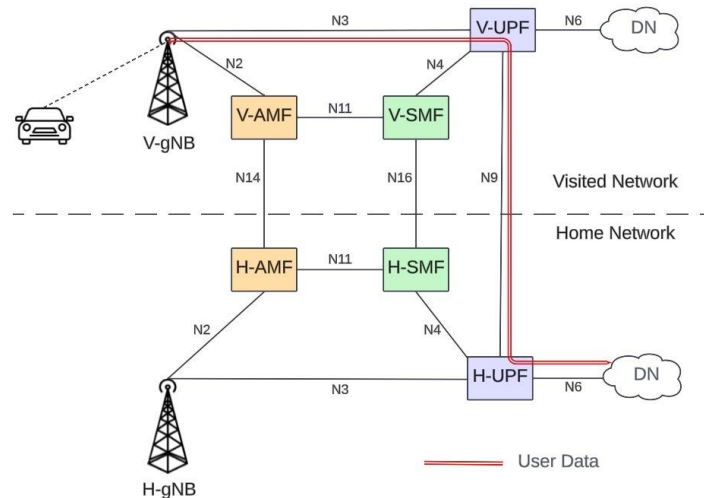 N3
V-UPF
N6
DN
N2
N4
V-AMF
N11
V-SMF
V-gNB
N14
N16
N9
Visited Network
Home Network
H-AMF
N11
H-SMF
N2
N4
H-UPF
DN
N3
N6
User Data
H-gNB